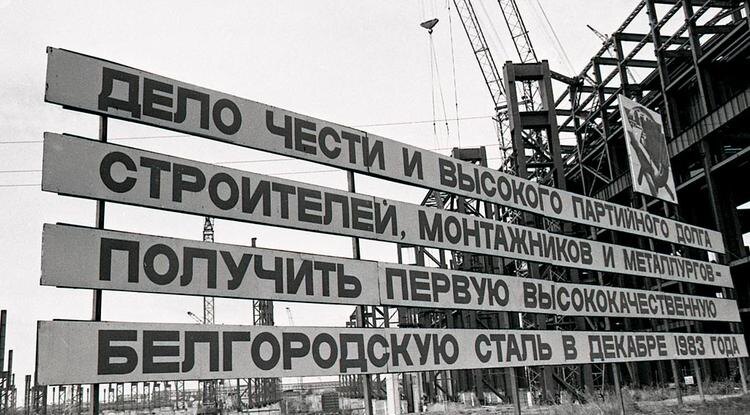 ДЕЛО ЧЕСТИ И ВЫСОКОГО ПАРТИЙНОГО ДОЛГА
СТРОИТЕЛЕЙ, МОНТАЖНИКОВ И МЕТАЛЛУРГОВ-
ПОЛУЧИТЬ ПЕРВУЮ ВЫСОКОКАЧЕСТВЕННУЮ
БЕЛГОРОДСКУЮ СТАЛЬ В ДЕКАБРЕ 1983 ГОДА